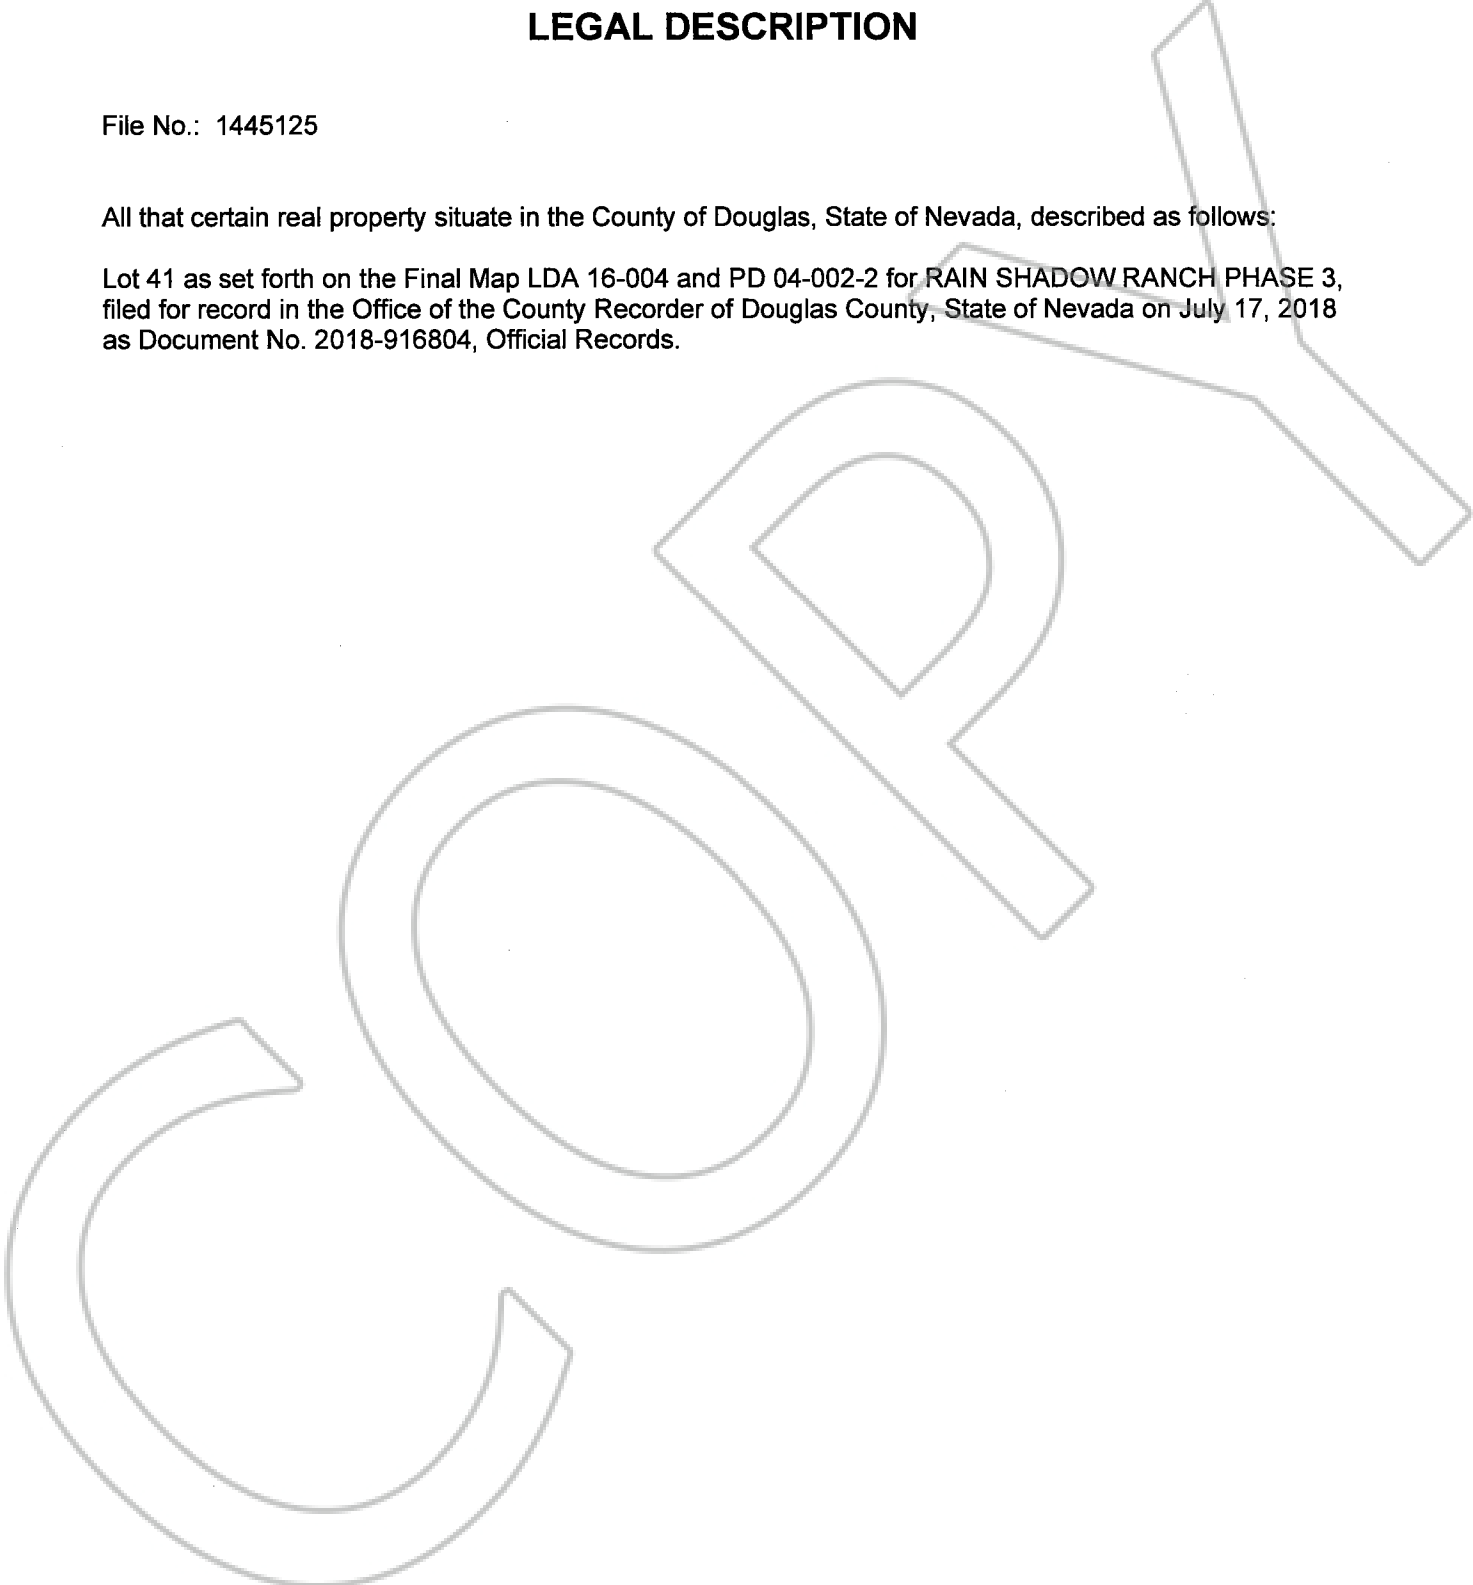 LEGAL DESCRIPTION
File No.: 1445125
All that certain real property situate in the County of Douglas, State of Nevada, described as follows:
Lot 41 as set forth on the Final Map LDA 16-004 and PD 04-002-2 for RAIN SHADOW RANCH PHASE 3,
filed for record in the Office of the County Recorder of Douglas County, State of Nevada on July 17, 2018
as Document No. 2018-916804, Official Records.
COPY